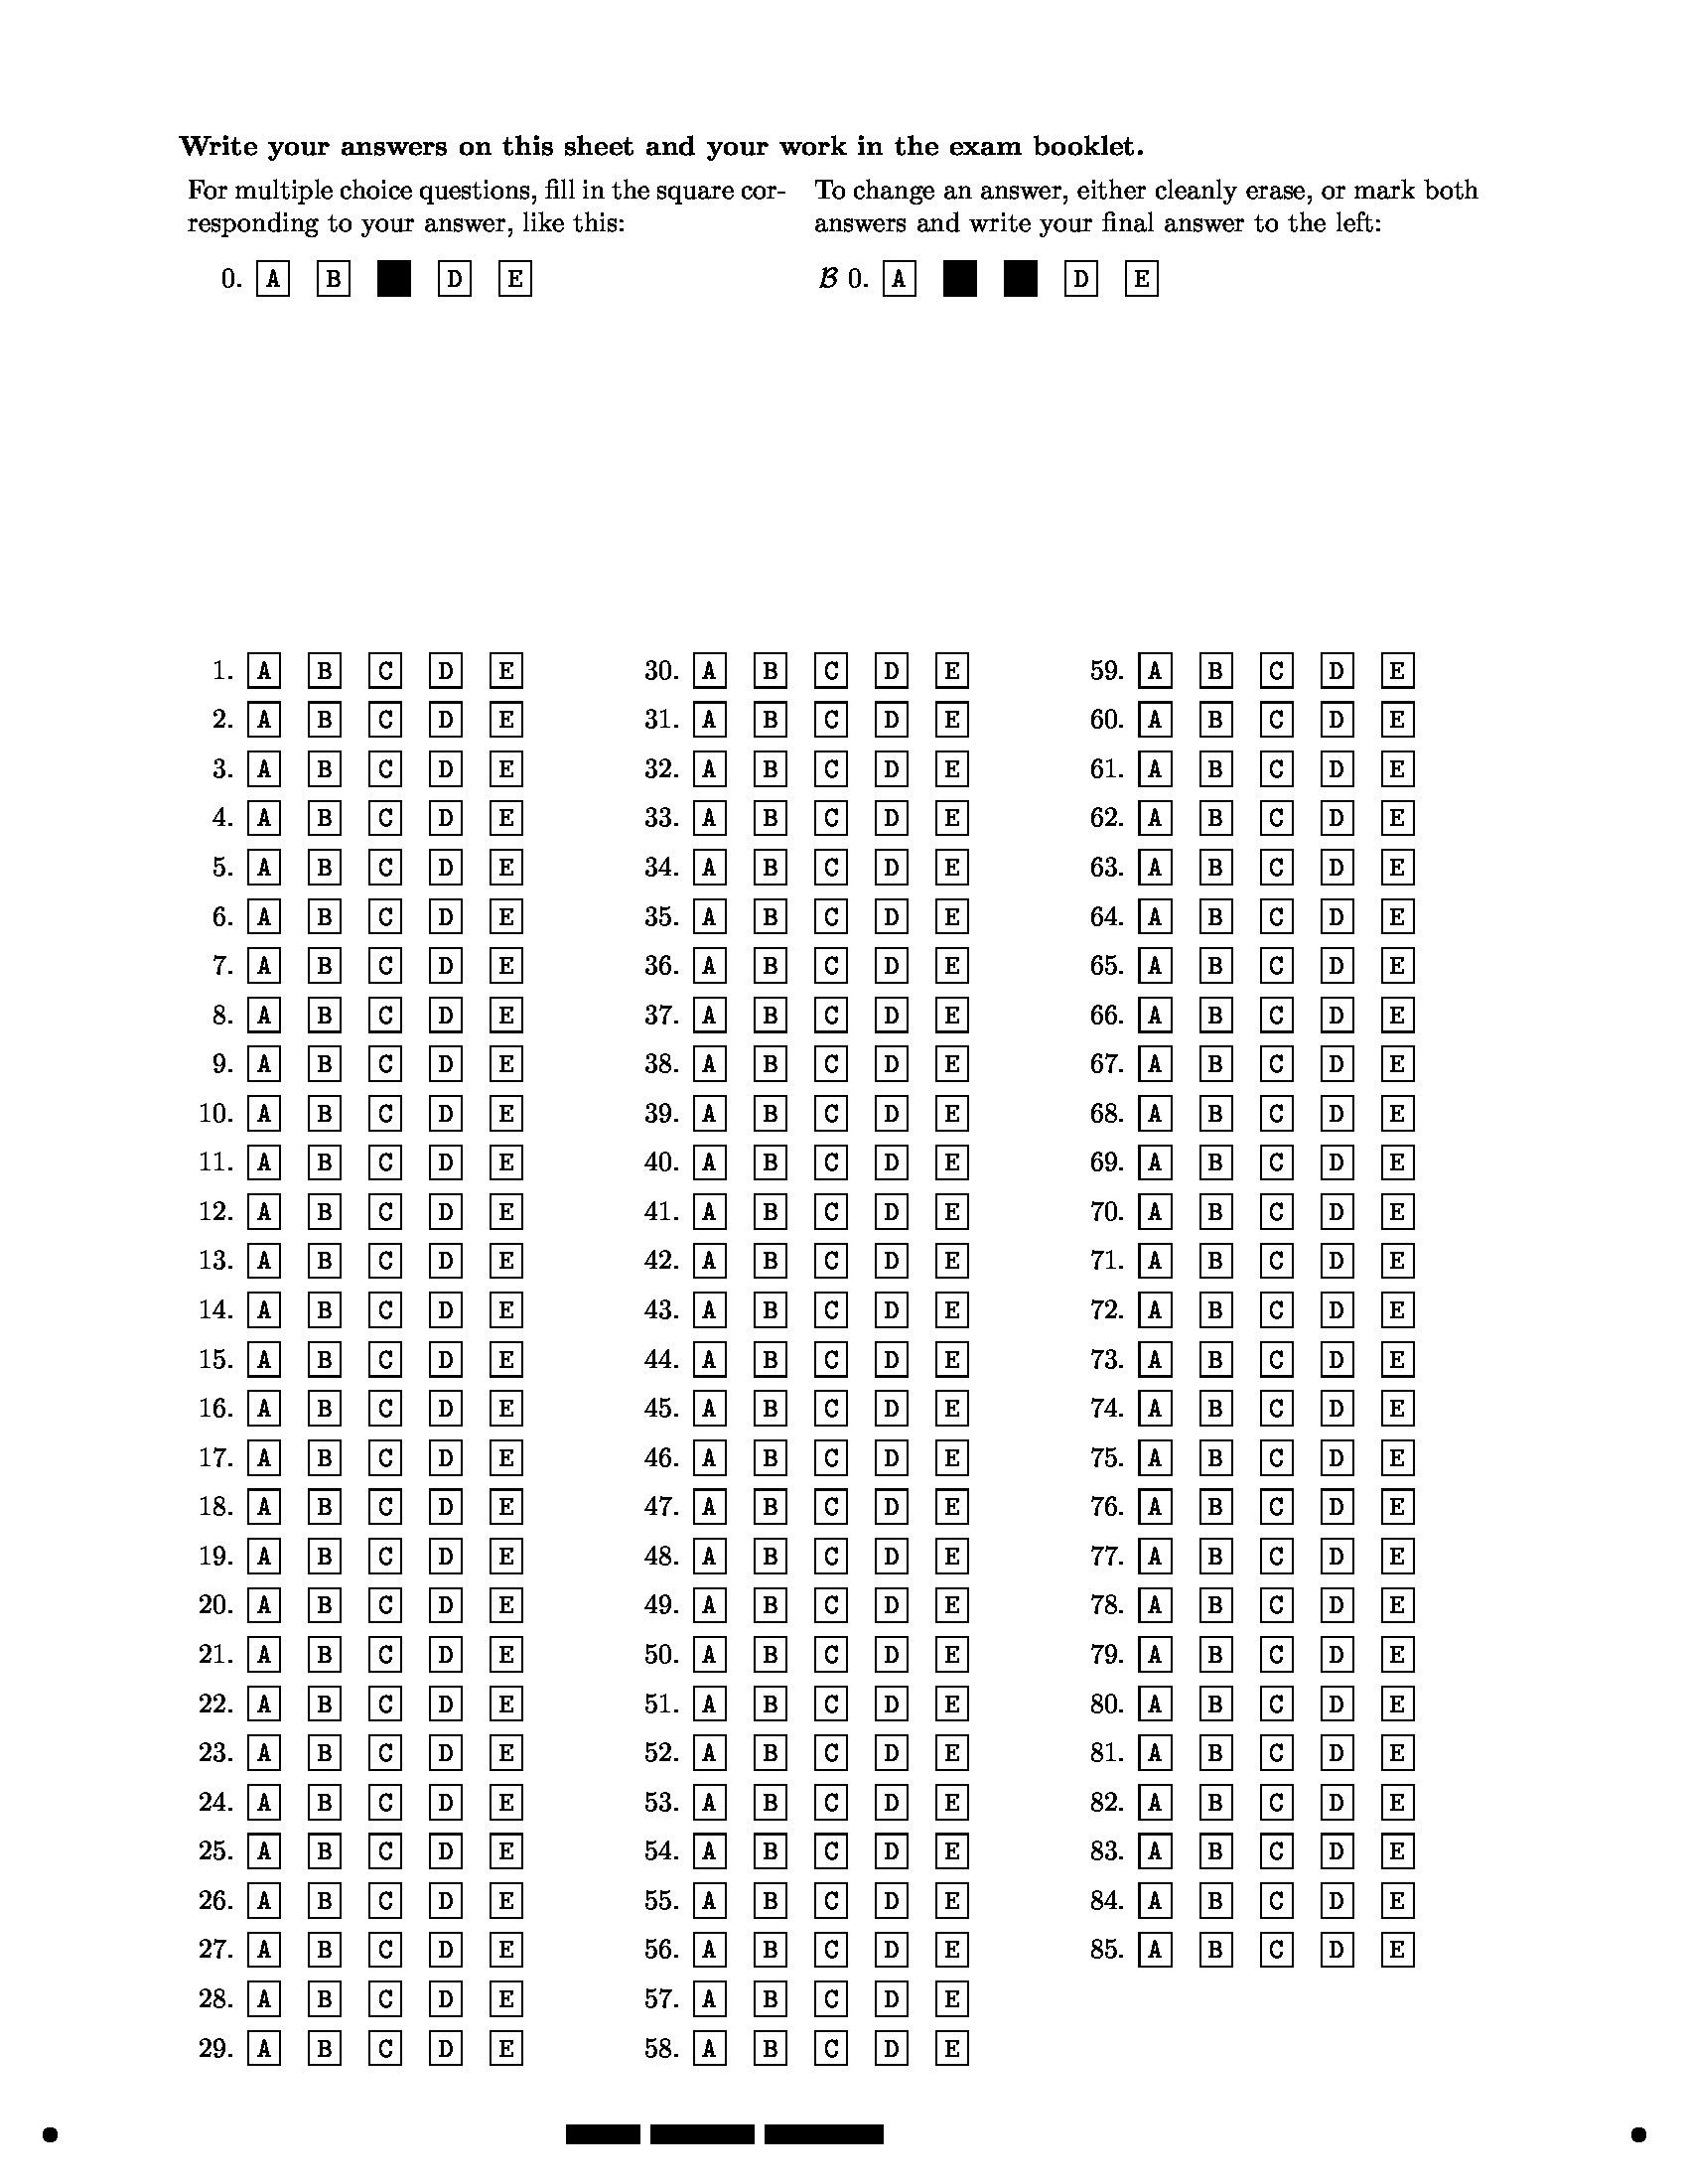 Write your answers on this sheet and your work in the exam booklet.
For multiple choice questions, fill in the square cor-
responding to your answer, like this:
0. A B D E
To change an answer, either cleanly erase, or mark both
answers and write your final answer to the left:
B 0. A D E
1. A B C D E
2. A B C D E
3. A B C D E
4. A B C D E
5. A B C D E
6. A B C D E
7. A B C D E
8. A B C D E
9. A B C D E
10. A B C D E
11. A B C D E
12. A B C D E
13. A B C D E
14. A B C D E
15. A B C D E
16. A B C D E
17. A B C D E
18. A B C D E
19. A B C D E
20. A B C D E
21. A B C D E
22. A B C D E
23. A B C D E
24. A B C D E
25. A B C D E
26. A B C D E
27. A B C D E
28. A B C D E
29. A B C D E
30. A B C D E
31. A B C D E
32. A B C D E
33. A B C D E
34. A B C D E
35. A B C D E
36. A B C D E
37. A B C D E
38. A B C D E
39. A B C D E
40. A B C D E
41. A B C D E
42. A B C D E
43. A B C D E
44. A B C D E
45. A B C D E
46. A B C D E
47. A B C D E
48. A B C D E
49. A B C D E
50. A B C D E
51. A B C D E
52. A B C D E
53. A B C D E
54. A B C D E
55. A B C D E
56. A B C D E
57. A B C D E
58. A B C D E
59. A B C D E
60. A B C D E
61. A B C D E
62. A B C D E
63. A B C D E
64. A B C D E
65. A B C D E
66. A B C D E
67. A B C D E
68. A B C D E
69. A B C D E
70. A B C D E
71. A B C D E
72. A B C D E
73. A B C D E
74. A B C D E
75. A B C D E
76. A B C D E
77. A B C D E
78. A B C D E
79. A B C D E
80. A B C D E
81. A B C D E
82. A B C D E
83. A B C D E
84. A B C D E
85. A B C D E